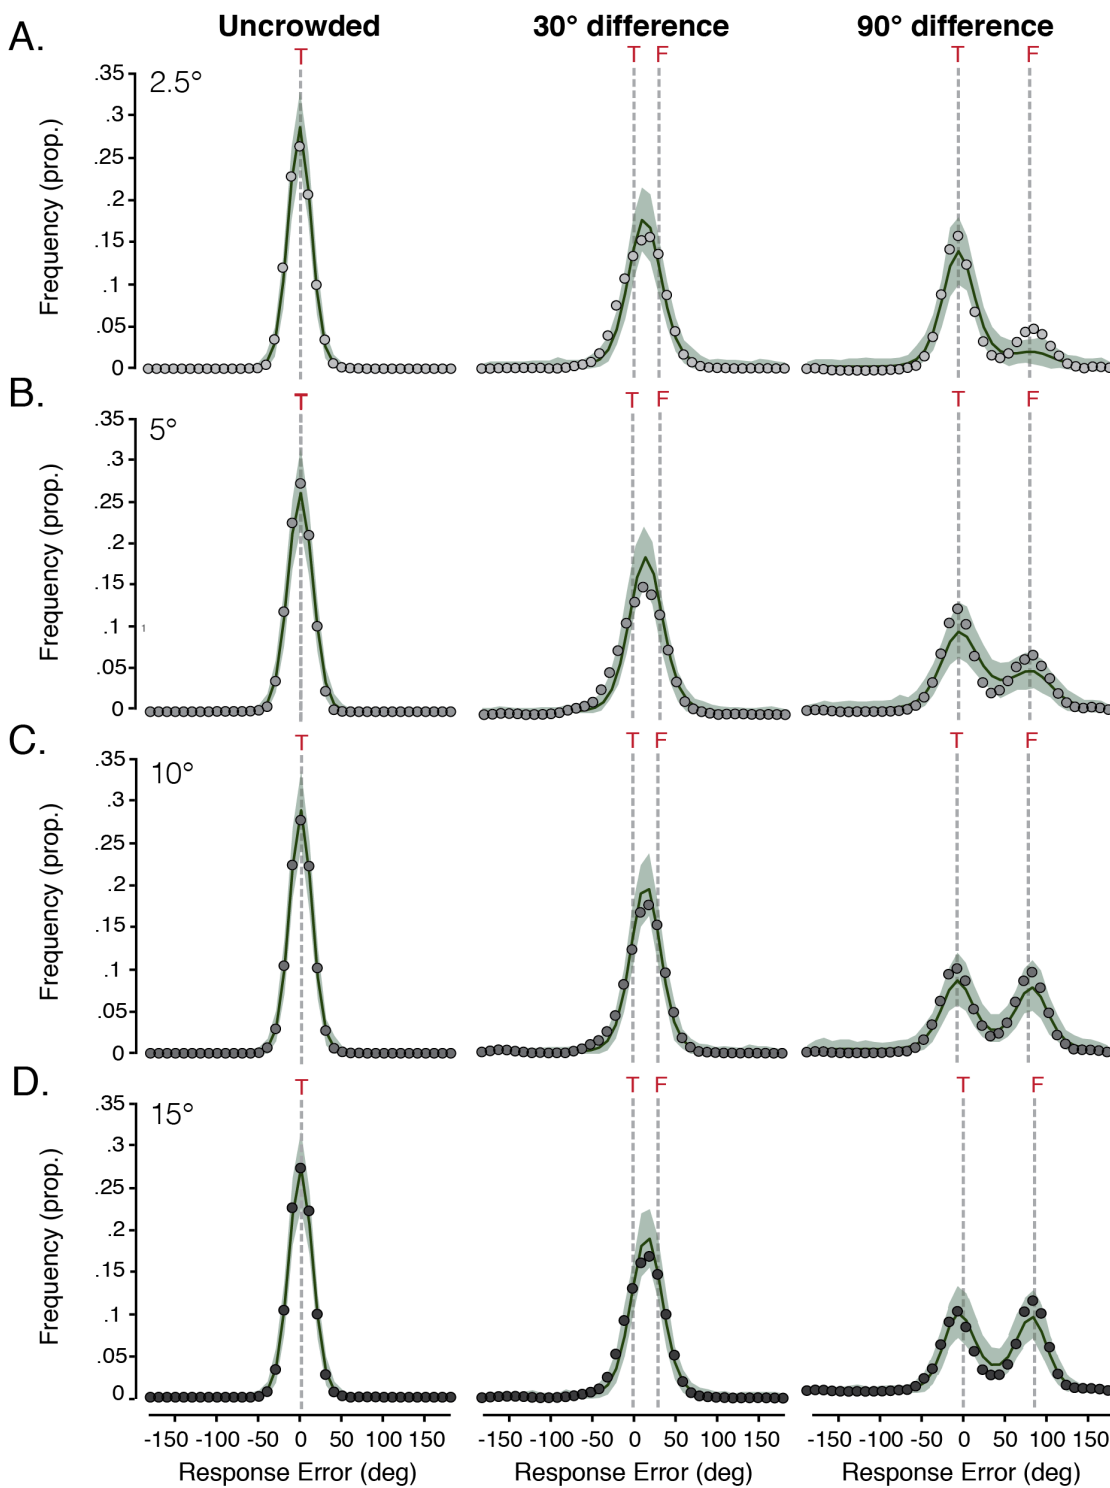 A.
Uncrowded
30° difference
90° difference
T
T F
T F
2.5°
.35
.3
.25
.2
.15
.1
.05
0
Frequency (prop.)
B.
T
T F
T F
5°
.35
.3
.25
.2
.15
.1
.05
0
Frequency (prop.)
1
C.
T
T F
T F
10°
.35
.3
.25
.2
.15
.1
.05
0
Frequency (prop.)
D.
T
T F
T F
15°
.35
.3
.25
.2
.15
.1
.05
0
Frequency (prop.)
-150 -100 -50 0 50 100 150
-150 -100 -50 0 50 100 150
-150 -100 -50 0 50 100 150
Response Error (deg)
Response Error (deg)
Response Error (deg)